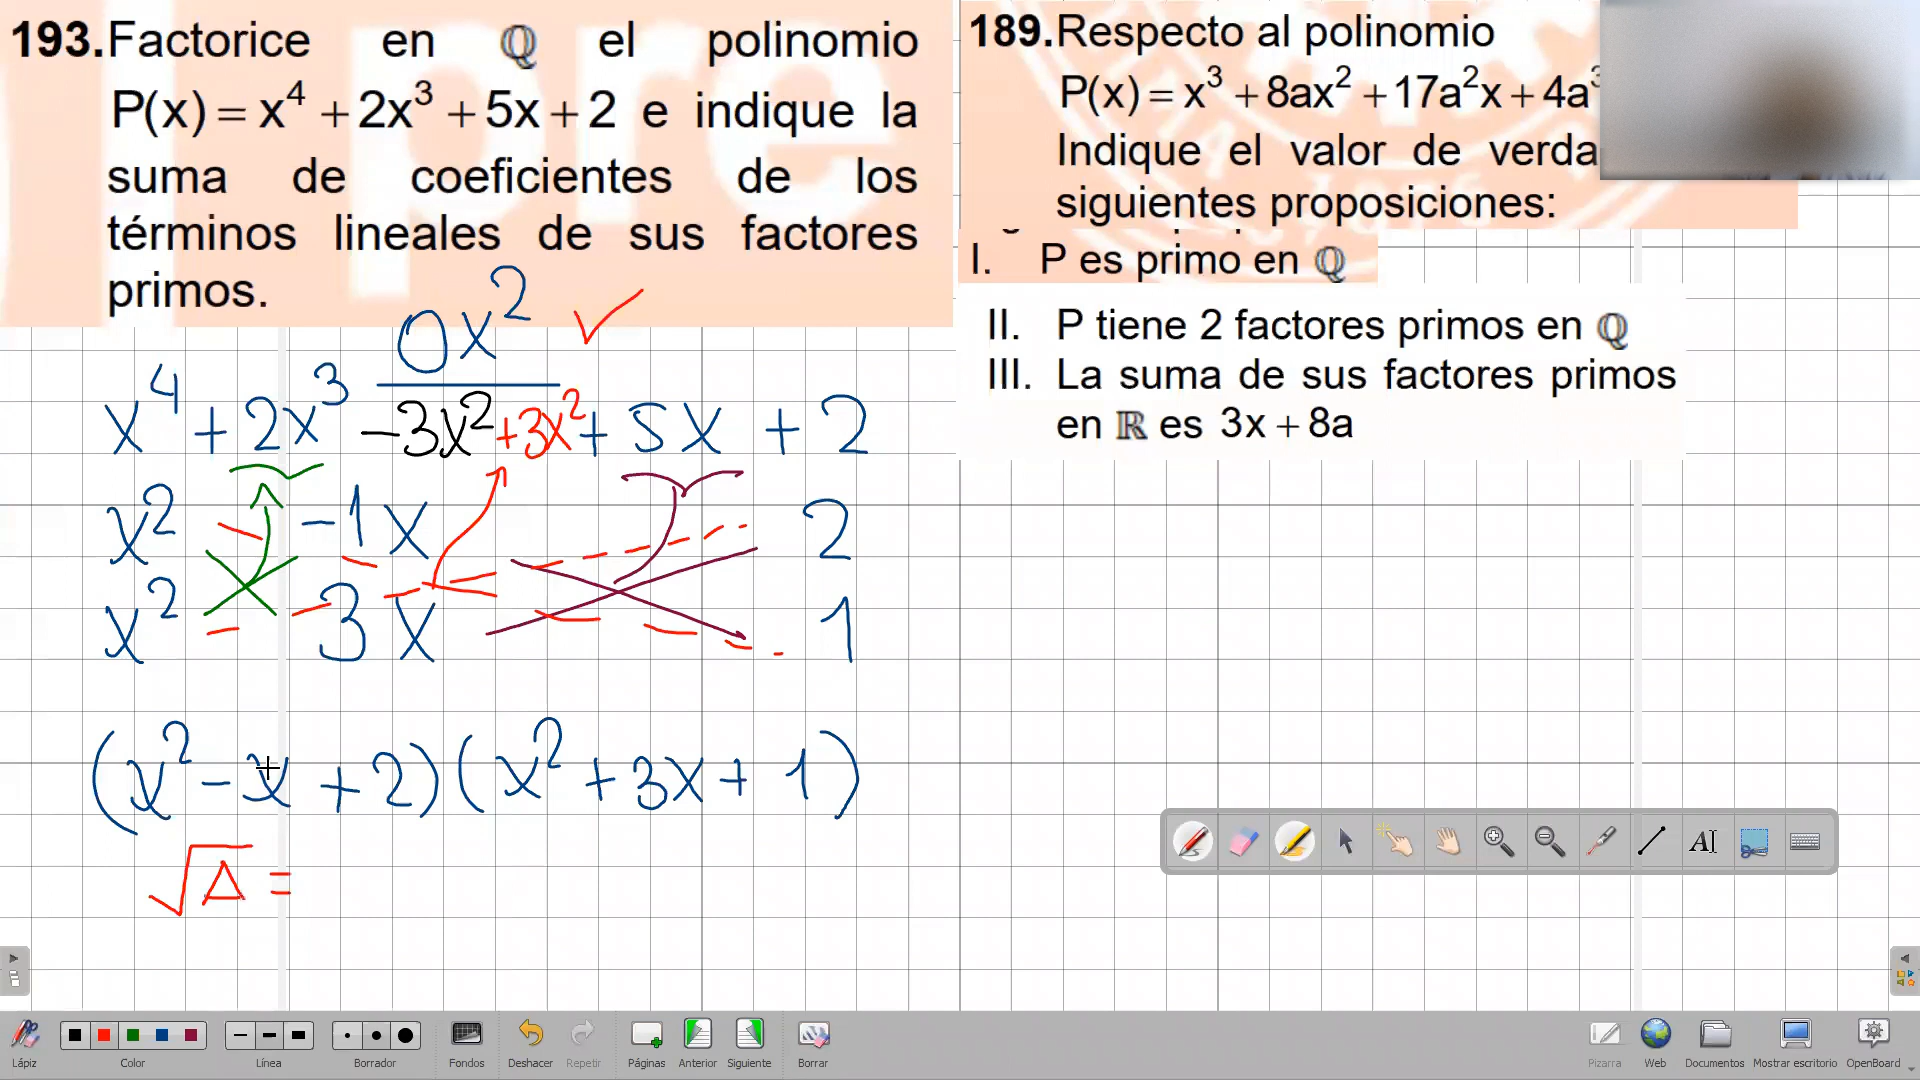 193. Factorice en ℚ el polinomio
P(x) = x⁴ + 2x³ + 5x + 2 e indique la
suma de coeficientes de los
términos lineales de sus factores
primos.
0x² ✓
x⁴ + 2x³ -3x² +3x² + 5x + 2
x² -1x 2
x² 3x 1
(x² - x + 2)(x² + 3x + 1)
√Δ =
189. Respecto al polinomio
P(x) = x³ + 8ax² + 17a²x + 4a³
Indique el valor de verda
siguientes proposiciones:
I. P es primo en ℚ
II. P tiene 2 factores primos en ℚ
III. La suma de sus factores primos
en ℝ es 3x + 8a
AI
Lápiz Color Línea Borrador Fondos Deshacer Repetir Páginas Anterior Siguiente Borrar Pizarra Web Documentos Mostrar escritorio OpenBoard